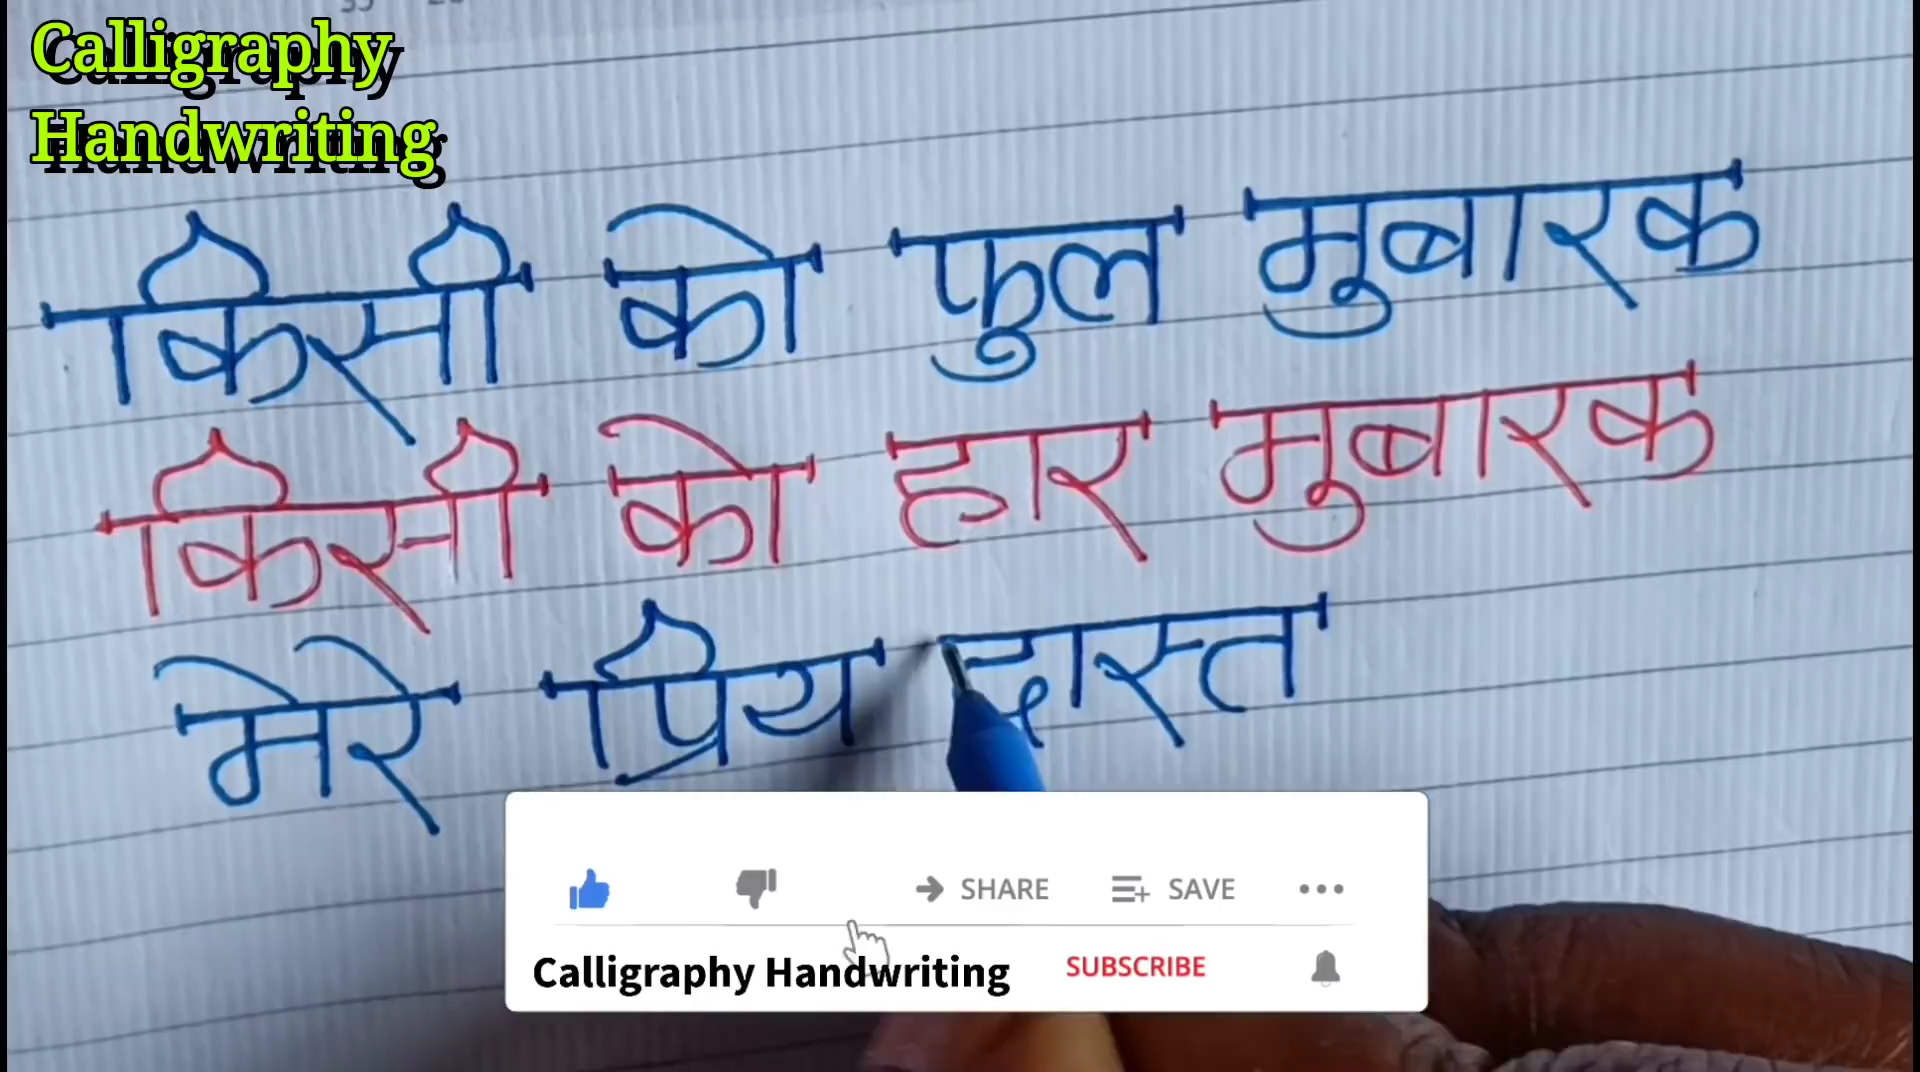 Calligraphy
Handwriting
किसी को फुल मुबारक
किसी को हार मुबारक
मेरे प्रिय दास्त
SHARE SAVE
Calligraphy Handwriting SUBSCRIBE